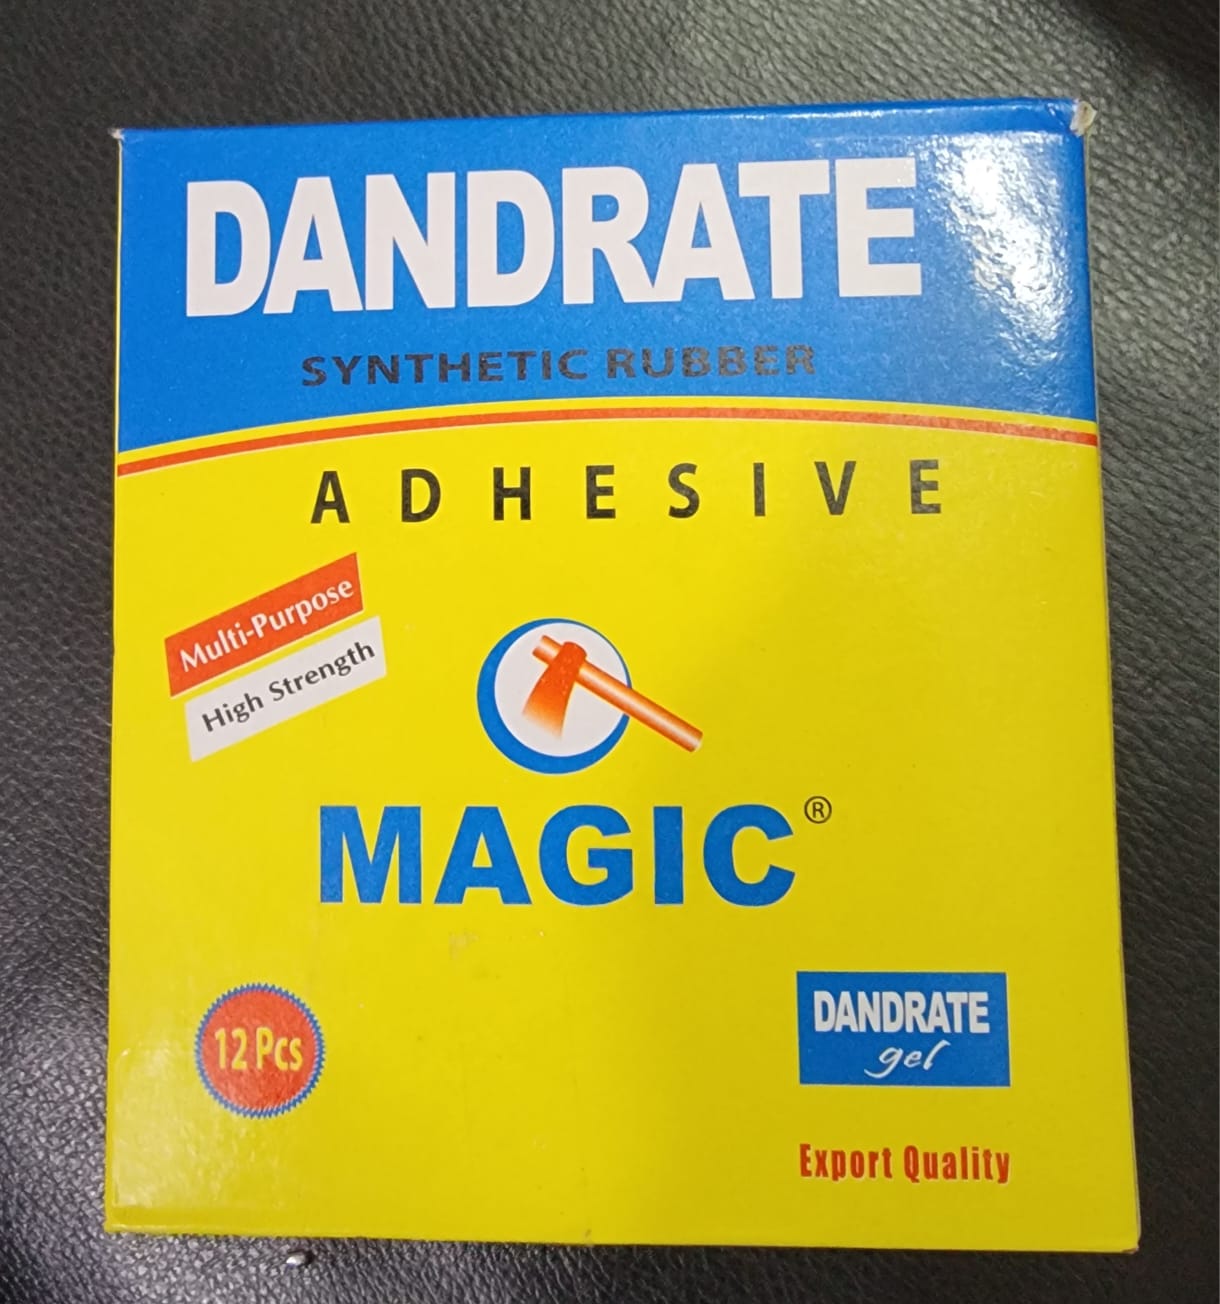 DANDRATE
SYNTHETIC RUBBER
ADHESIVE
Multi-Purpose
High Strength
MAGIC®
12 Pcs
DANDRATE
gel
Export Quality